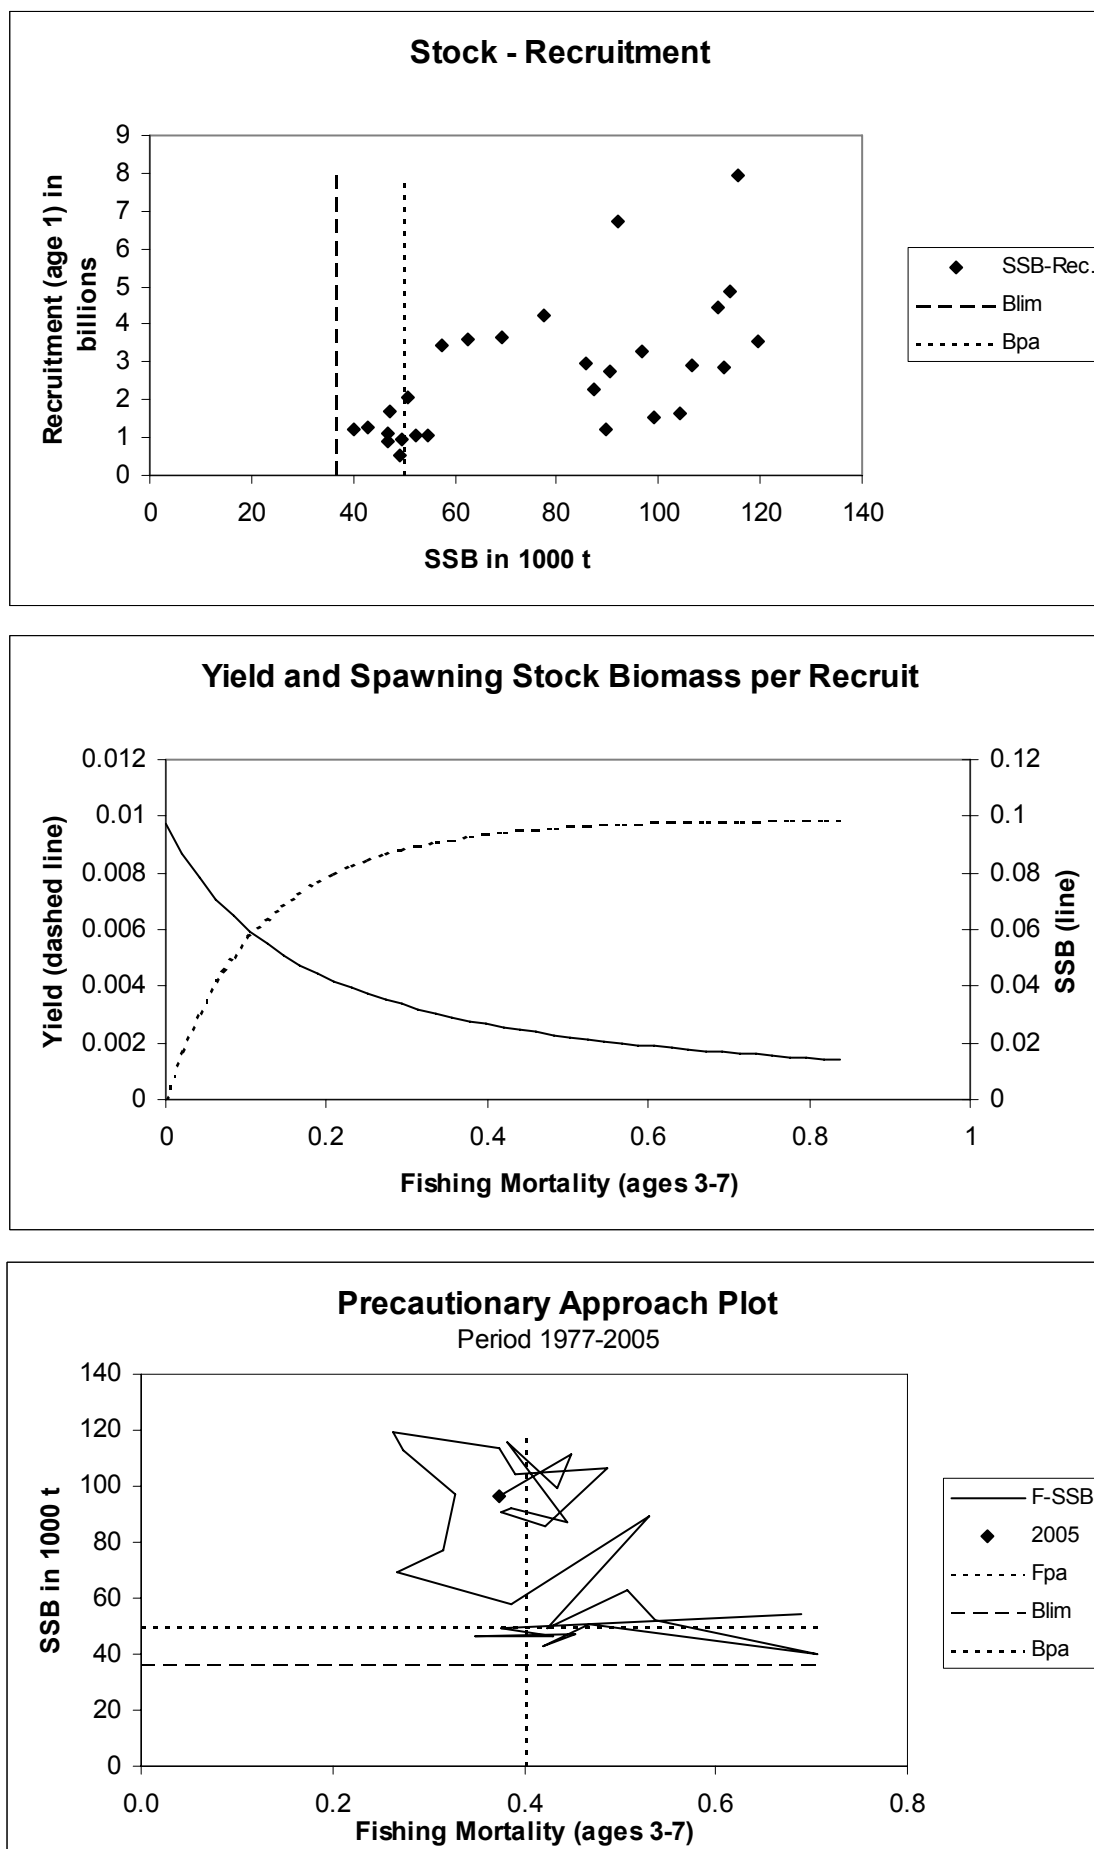 Stock - Recruitment
Recruitment (age 1) in
billions
9
8
7
6
5
4
3
2
1
0
0 20 40 60 80 100 120 140
SSB in 1000 t
SSB-Rec.
Blim
Bpa
Yield and Spawning Stock Biomass per Recruit
Yield (dashed line)
0.012
0.01
0.008
0.006
0.004
0.002
0
0.12
0.1
0.08
0.06
0.04
0.02
0
SSB (line)
0 0.2 0.4 0.6 0.8 1
Fishing Mortality (ages 3-7)
Precautionary Approach Plot
Period 1977-2005
SSB in 1000 t
140
120
100
80
60
40
20
0
0.0 0.2 0.4 0.6 0.8
Fishing Mortality (ages 3-7)
F-SSB
2005
Fpa
Blim
Bpa